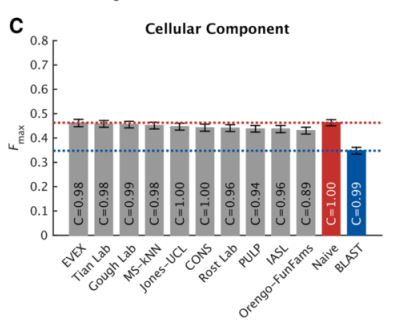 C
Cellular Component
0.8
0.7
0.6
0.5
0.4
0.3
0.2
0.1
0
Fmax
C=0.98
C=0.98
C=0.99
C=0.98
C=1.00
C=1.00
C=0.96
C=0.94
C=0.96
C=0.89
C=1.00
C=0.99
EVEX
Tian Lab
Gough Lab
MS-kNN
Jones-UCL
CONS
Rost Lab
PULP
IASL
Orengo-FunFams
Naive
BLAST